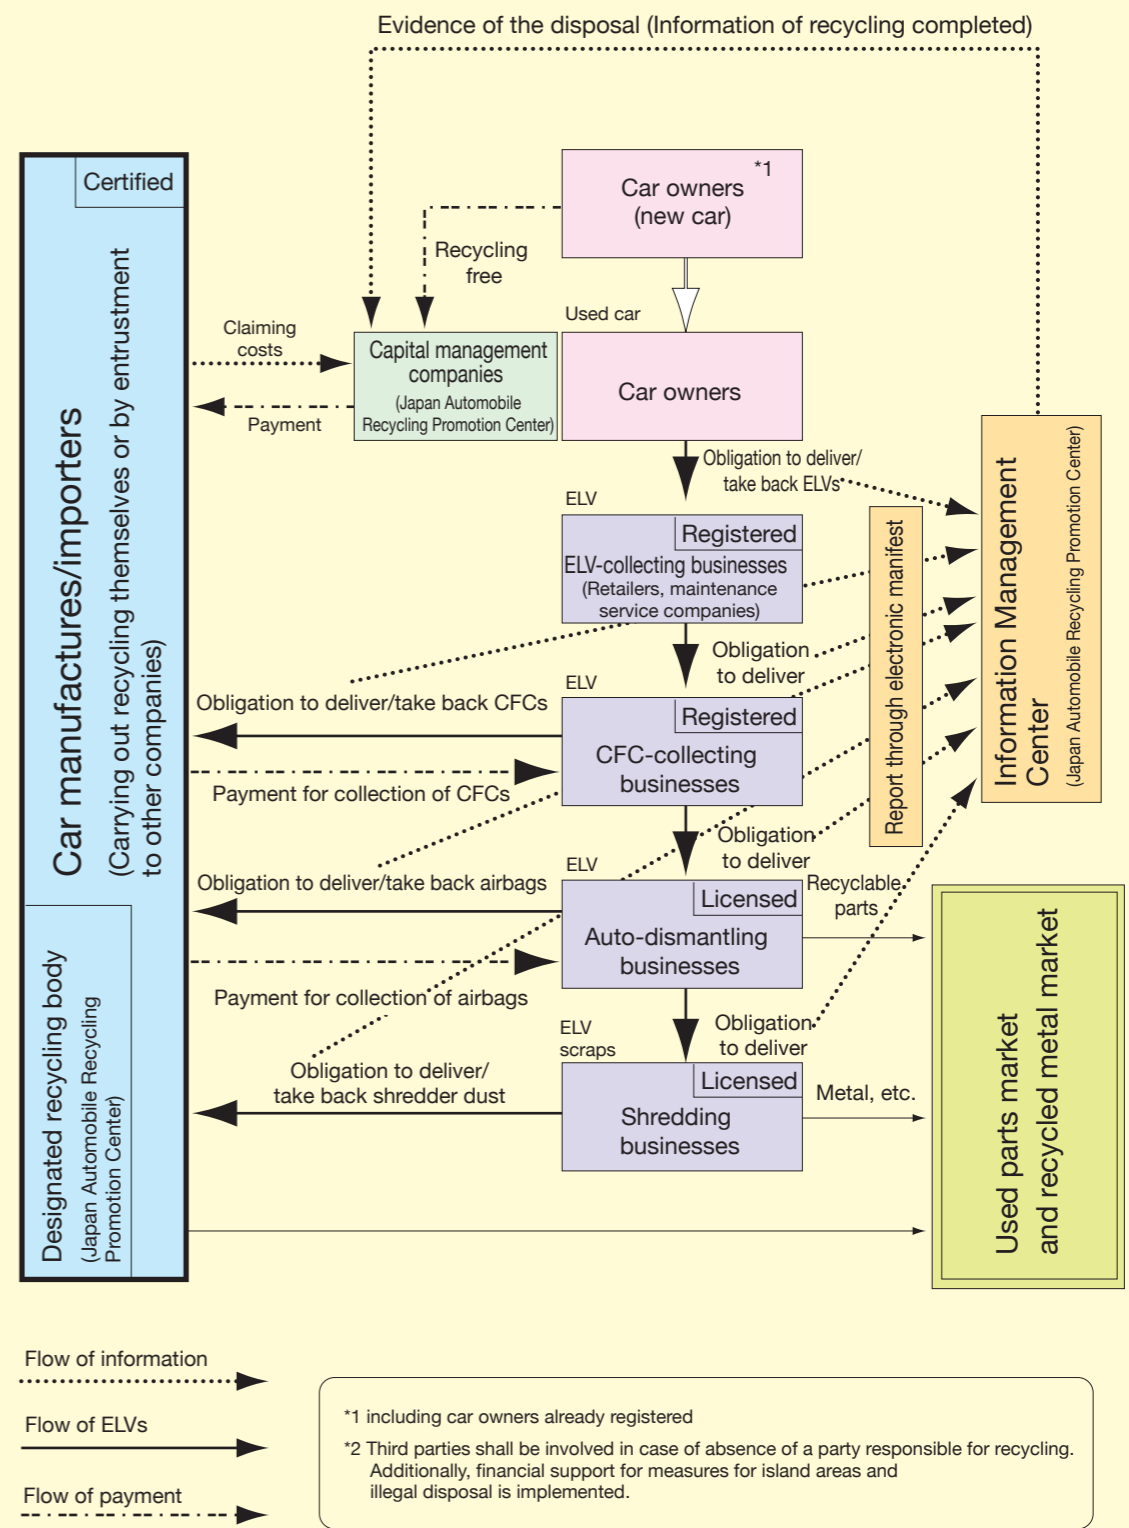 Evidence of the disposal (Information of recycling completed)
Certified
Car manufactures/importers
(Carrying out recycling themselves or by entrustment
to other companies)
Designated recycling body
(Japan Automobile Recycling
Promotion Center)
*1
Car owners
(new car)
Recycling
free
Used car
Claiming
costs
Payment
Capital management
companies
(Japan Automobile
Recycling Promotion Center)
Car owners
Obligation to deliver/
take back ELVs
ELV
Registered
ELV-collecting businesses
(Retailers, maintenance
service companies)
Report through electronic manifest
Information Management
Center
(Japan Automobile Recycling Promotion Center)
Obligation
to deliver
ELV
Obligation to deliver/take back CFCs
Registered
CFC-collecting
businesses
Payment for collection of CFCs
Obligation
to deliver
ELV
Obligation to deliver/take back airbags
Licensed
Auto-dismantling
businesses
Recyclable
parts
Payment for collection of airbags
ELV
scraps
Obligation
to deliver
Obligation to deliver/
take back shredder dust
Licensed
Shredding
businesses
Metal, etc.
Used parts market
and recycled metal market
Flow of information
Flow of ELVs
Flow of payment
*1 including car owners already registered
*2 Third parties shall be involved in case of absence of a party responsible for recycling.
Additionally, financial support for measures for island areas and
illegal disposal is implemented.